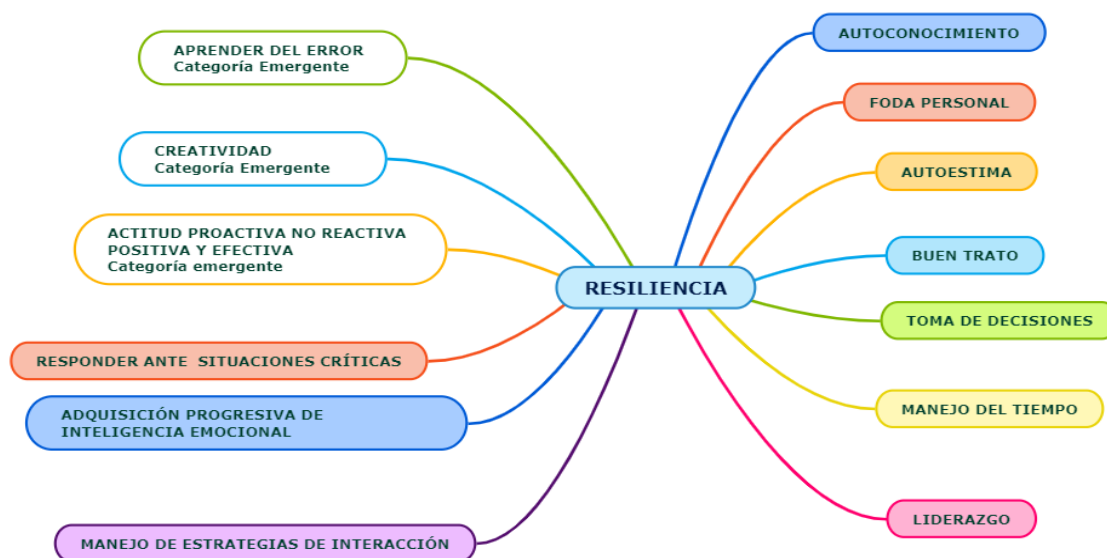 APRENDER DEL ERROR
Categoría Emergente
CREATIVIDAD
Categoría Emergente
ACTITUD PROACTIVA NO REACTIVA
POSITIVA Y EFECTIVA
Categoría emergente
RESPONDER ANTE SITUACIONES CRÍTICAS
ADQUISICIÓN PROGRESIVA DE
INTELIGENCIA EMOCIONAL
MANEJO DE ESTRATEGIAS DE INTERACCIÓN
RESILIENCIA
AUTOCONOCIMIENTO
FODA PERSONAL
AUTOESTIMA
BUEN TRATO
TOMA DE DECISIONES
MANEJO DEL TIEMPO
LIDERAZGO